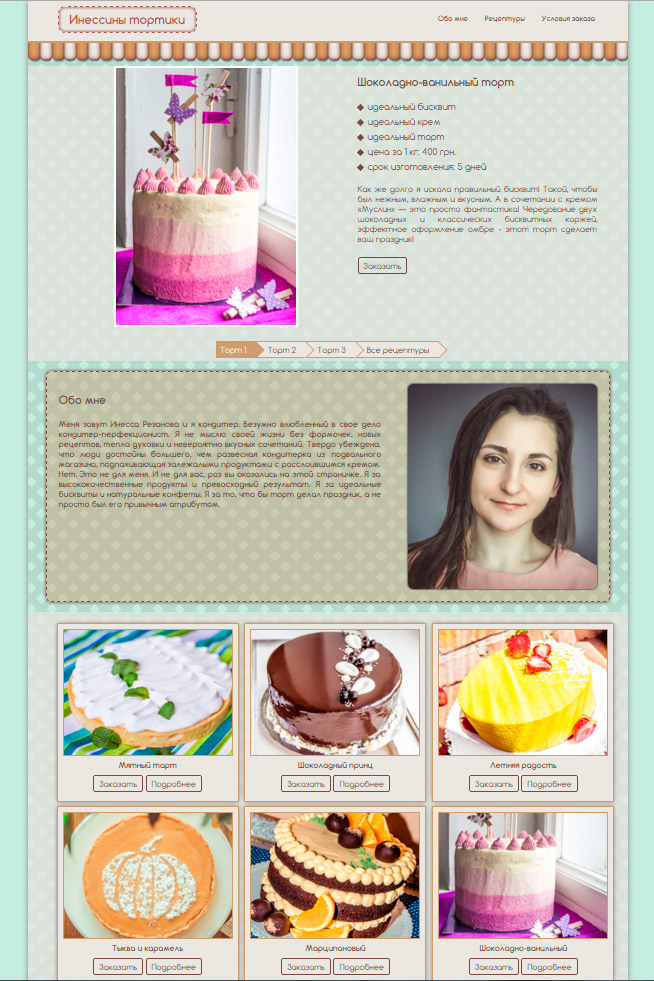 Инессины тортики
Обо мне
Рецептуры
Условия заказа
Шоколадно-ванильный торт
идеальный бисквит
идеальный крем
идеальный торт
цена за 1 кг: 400 грн.
срок изготовления: 5 дней
Как же долго я искала правильный бисквит! Такой, чтобы
был нежным, влажным и вкусным. А в сочетании с кремом
«Муслин» — это просто фантастика! Чередование двух
шоколадных и классических бисквитных коржей,
эффектное оформление омбре - этот торт сделает
ваш праздник!
Заказать
Торт 1
Торт 2
Торт 3
Все рецептуры
Обо мне
Меня зовут Инесса Резанова и я кондитер. Безумно влюбленный в свое дело
кондитер-перфекционист. Я не мыслю своей жизни без формочек, новых
рецептов, тепла духовки и невероятно вкусных сочетаний. Твердо убеждена,
что люди достойны большего, чем развесная кондитерка из подвального
магазина, подпахивающая залежалыми продуктами с расслоившимся кремом.
Нет. Это не для меня. И не для вас, раз вы оказались на этой страничке. Я за
высококачественные продукты и превосходный результат. Я за идеальные
бисквиты и натуральные конфеты. Я за то, что бы торт делал праздник, а не
просто был его привычным атрибутом.
Мятный тарт
Заказать
Подробнее
Шоколадный принц
Заказать
Подробнее
Летняя радость
Заказать
Подробнее
Тыква и карамель
Заказать
Подробнее
Марципановый
Заказать
Подробнее
Шоколадно-ванильный
Заказать
Подробнее